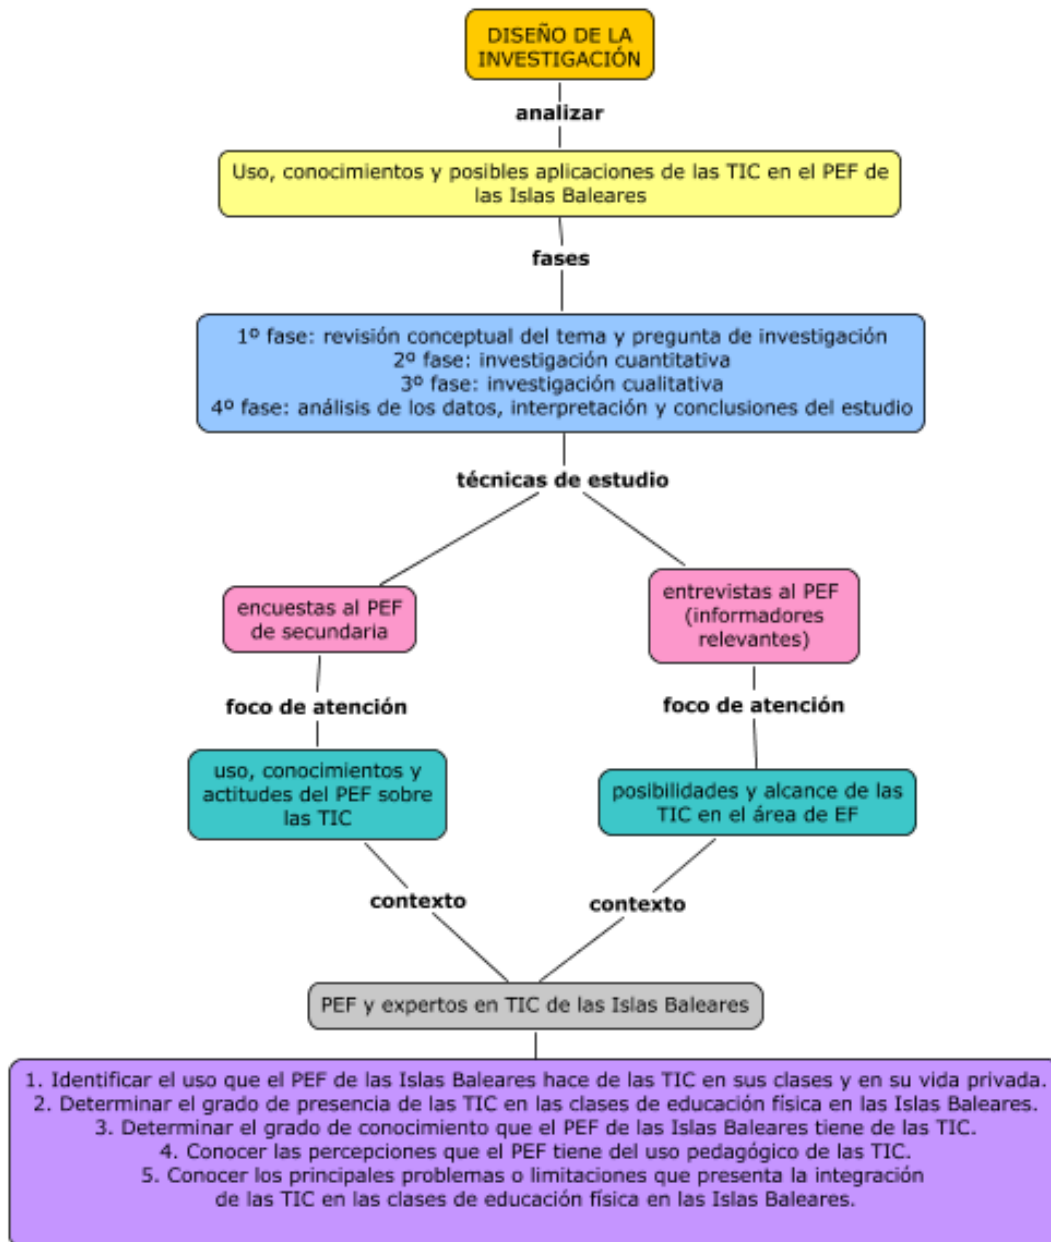 DISEÑO DE LA
INVESTIGACIÓN
analizar
Uso, conocimientos y posibles aplicaciones de las TIC en el PEF de
las Islas Baleares
fases
1º fase: revisión conceptual del tema y pregunta de investigación
2º fase: investigación cuantitativa
3º fase: investigación cualitativa
4º fase: análisis de los datos, interpretación y conclusiones del estudio
técnicas de estudio
encuestas al PEF
de secundaria
entrevistas al PEF
(informadores
relevantes)
foco de atención
foco de atención
uso, conocimientos y
actitudes del PEF sobre
las TIC
posibilidades y alcance de las
TIC en el área de EF
contexto
contexto
PEF y expertos en TIC de las Islas Baleares
1. Identificar el uso que el PEF de las Islas Baleares hace de las TIC en sus clases y en su vida privada.
2. Determinar el grado de presencia de las TIC en las clases de educación física en las Islas Baleares.
3. Determinar el grado de conocimiento que el PEF de las Islas Baleares tiene de las TIC.
4. Conocer las percepciones que el PEF tiene del uso pedagógico de las TIC.
5. Conocer los principales problemas o limitaciones que presenta la integración
de las TIC en las clases de educación física en las Islas Baleares.